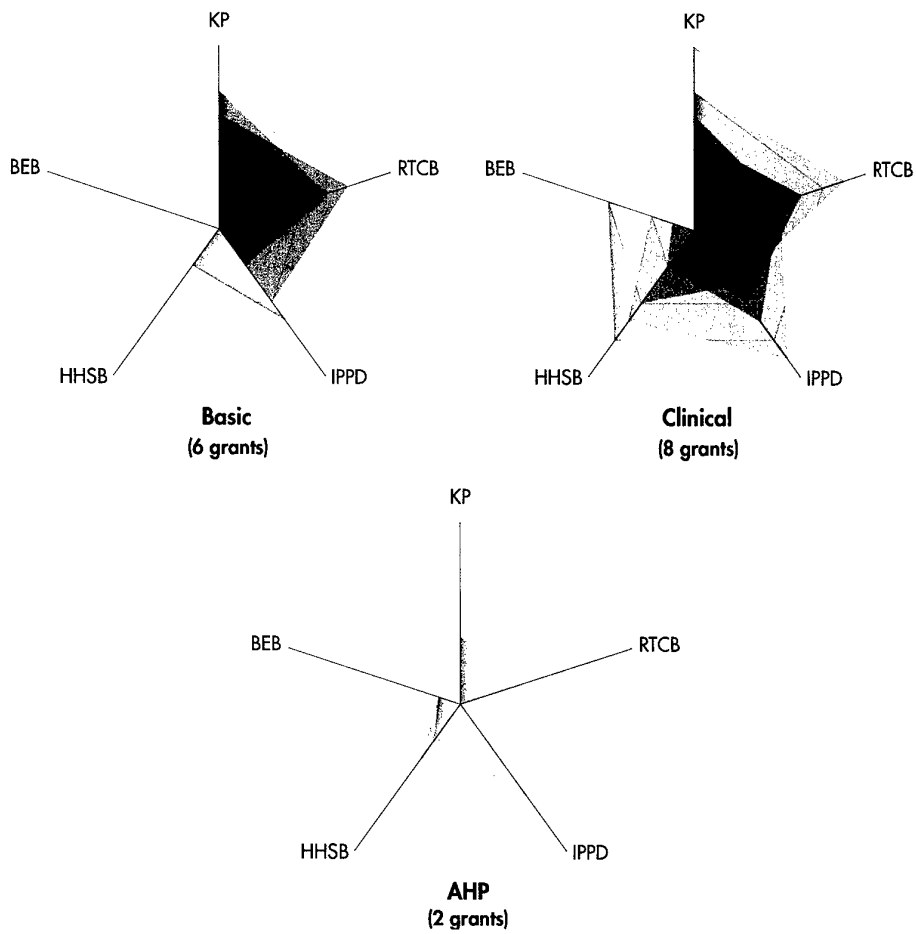 KP
BEB
RTCB
HHSB
IPPD
Basic
(6 grants)
KP
BEB
RTCB
HHSB
IPPD
Clinical
(8 grants)
KP
BEB
RTCB
HHSB
IPPD
AHP
(2 grants)